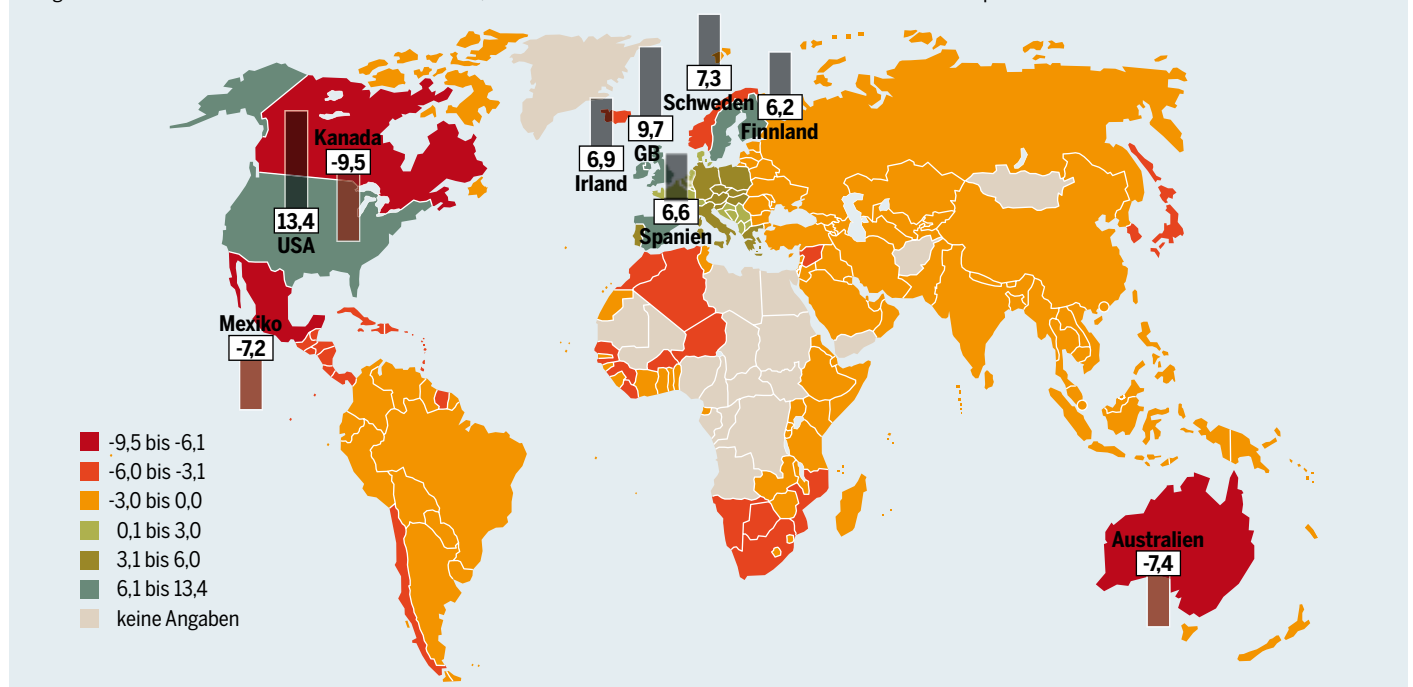 7,3
Schweden
6,2
Finnland
9,7
GB
6,9
Irland
6,6
Spanien
Kanada
-9,5
13,4
USA
Mexiko
-7,2
-9,5 bis -6,1
-6,0 bis -3,1
-3,0 bis 0,0
0,1 bis 3,0
3,1 bis 6,0
6,1 bis 13,4
keine Angaben
Australien
-7,4